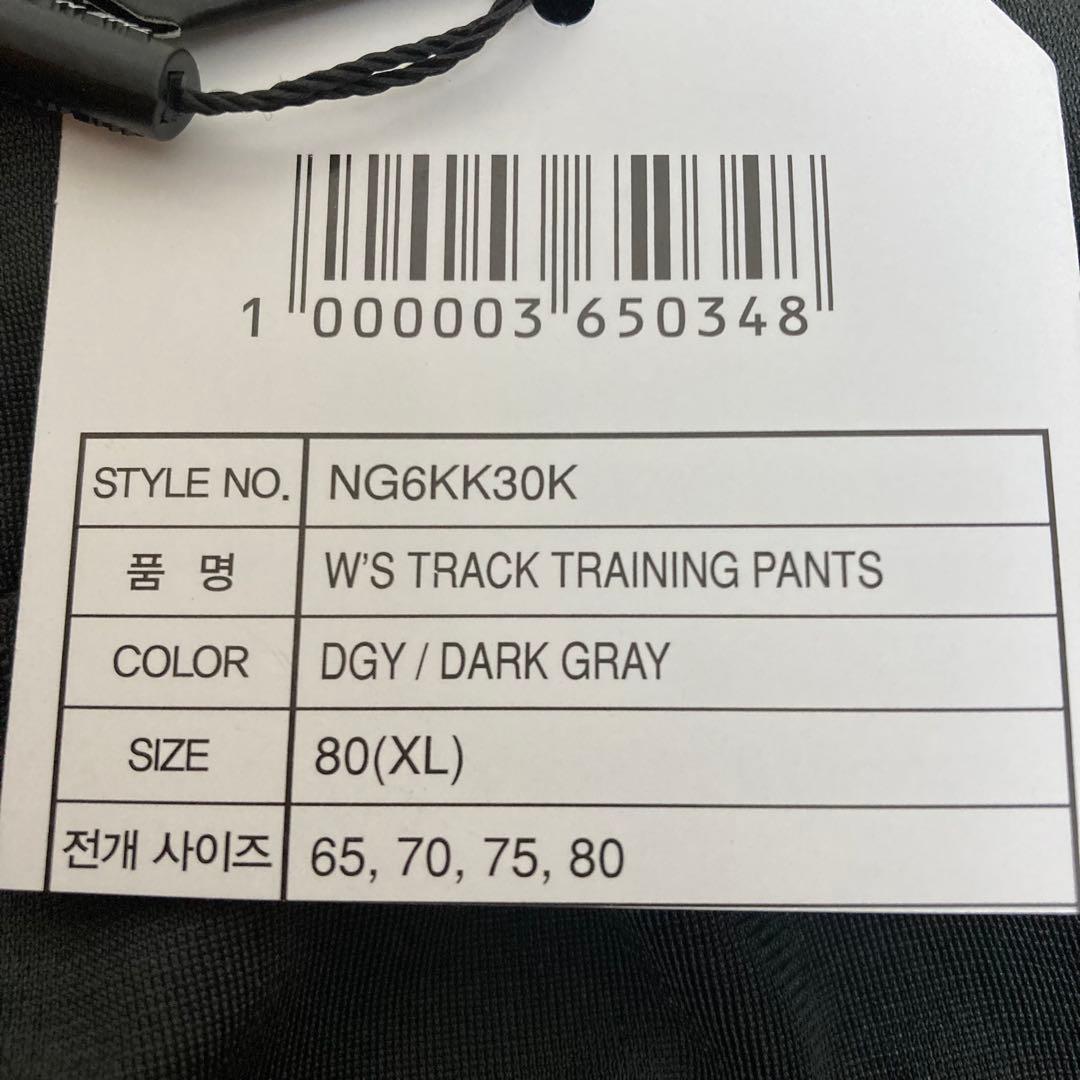 1 000003 650348
STYLE NO. NG6KK30K
품 명 W'S TRACK TRAINING PANTS
COLOR DGY / DARK GRAY
SIZE 80(XL)
전개 사이즈 65, 70, 75, 80